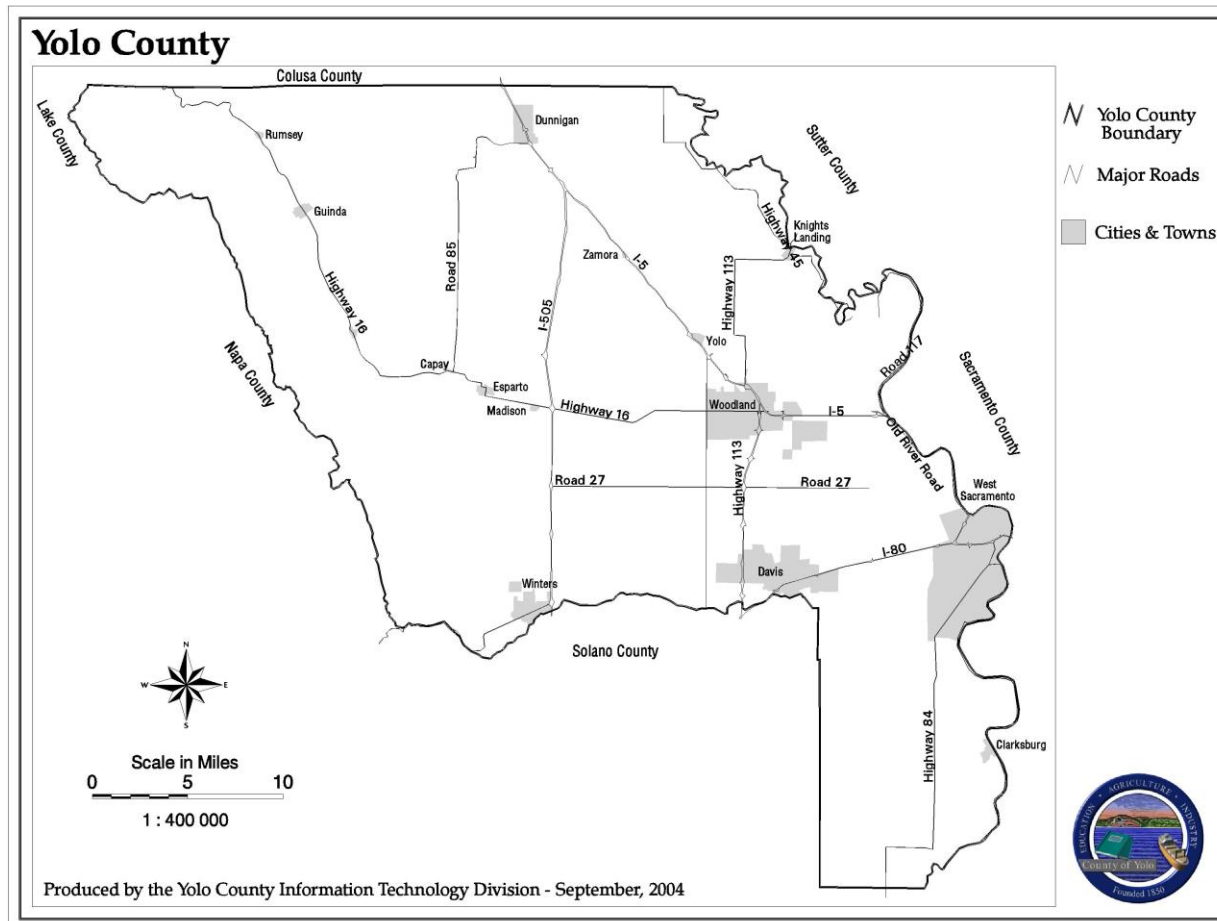 Yolo County
Colusa County
Lake County
Rumsey
Dunnigan
Sutter County
Guinda
Knights
Landing
Highway 45
Zamora
I-5
Road 85
Highway 113
Highway 16
I-505
Yolo
Napa County
Capay
Esparto
Madison
Highway 16
Woodland
I-5
Road 117
Sacramento County
Old River Road
Highway 113
Road 27
Road 27
West
Sacramento
I-80
Davis
Winters
Solano County
Highway 84
Clarksburg
N
W
E
S
Scale in Miles
0 5 10
1 : 400 000
Produced by the Yolo County Information Technology Division - September, 2004
Yolo County
Boundary
Major Roads
Cities & Towns
EDUCATION • AGRICULTURE • INDUSTRY
County of Yolo
Founded 1850